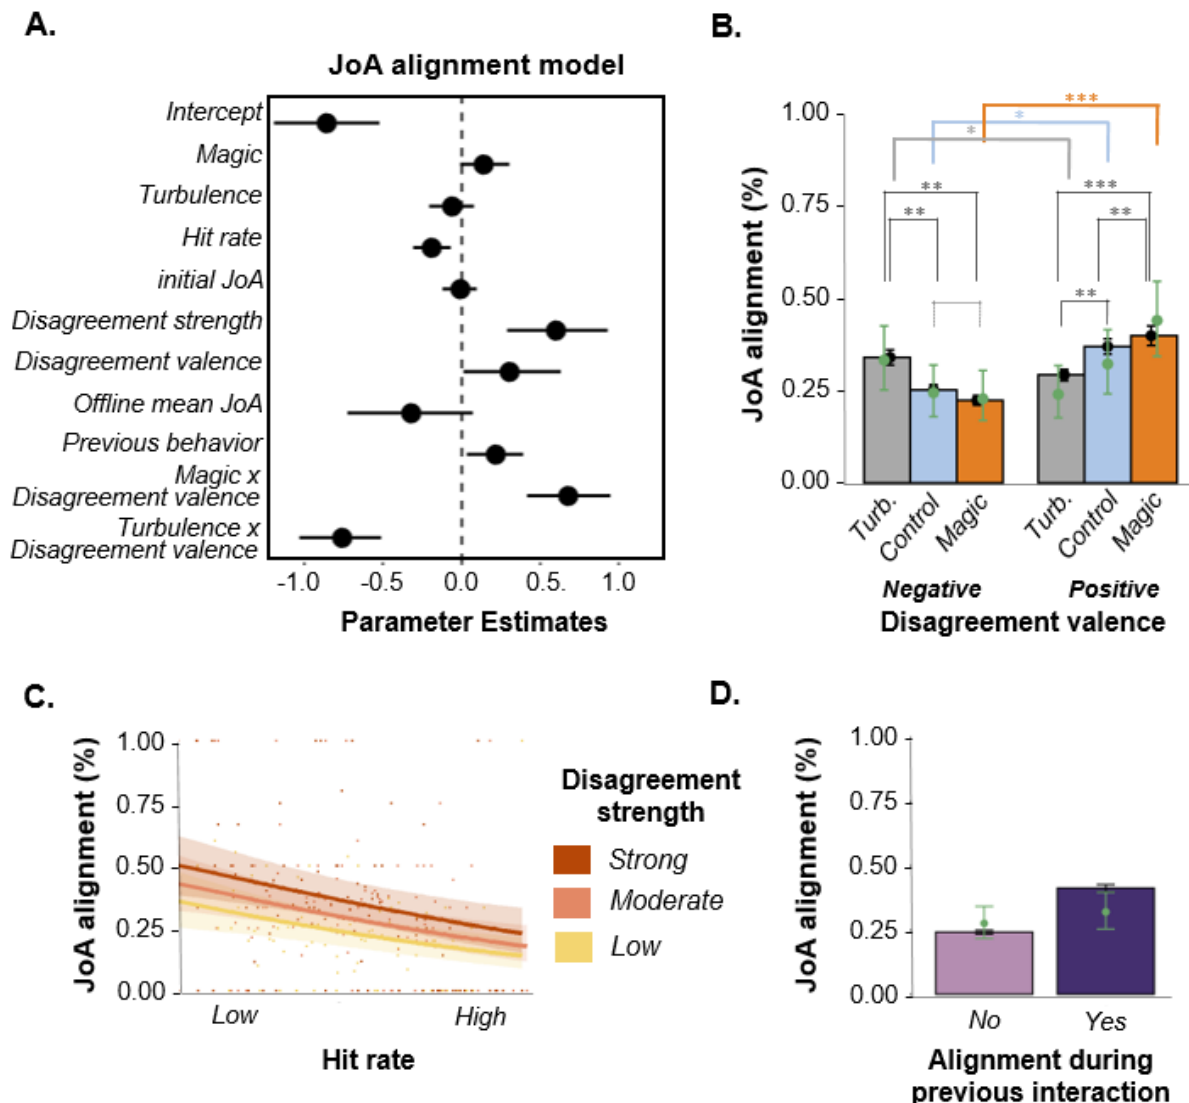 A.
JoA alignment model
Intercept
Magic
Turbulence
Hit rate
initial JoA
Disagreement strength
Disagreement valence
Offline mean JoA
Previous behavior
Magic x
Disagreement valence
Turbulence x
Disagreement valence
-1.0 -0.5 0.0 0.5. 1.0
Parameter Estimates
B.
JoA alignment (%)
1.00
0.75
0.50
0.25
0.00
***
*
*
** ***
** **
**
Turb. Control Magic Turb. Control Magic
Negative Positive
Disagreement valence
C.
JoA alignment (%)
1.00
0.75
0.50
0.25
0.00
Low High
Hit rate
Disagreement
strength
Strong
Moderate
Low
D.
JoA alignment (%)
1.00
0.75
0.50
0.25
0.00
No Yes
Alignment during
previous interaction